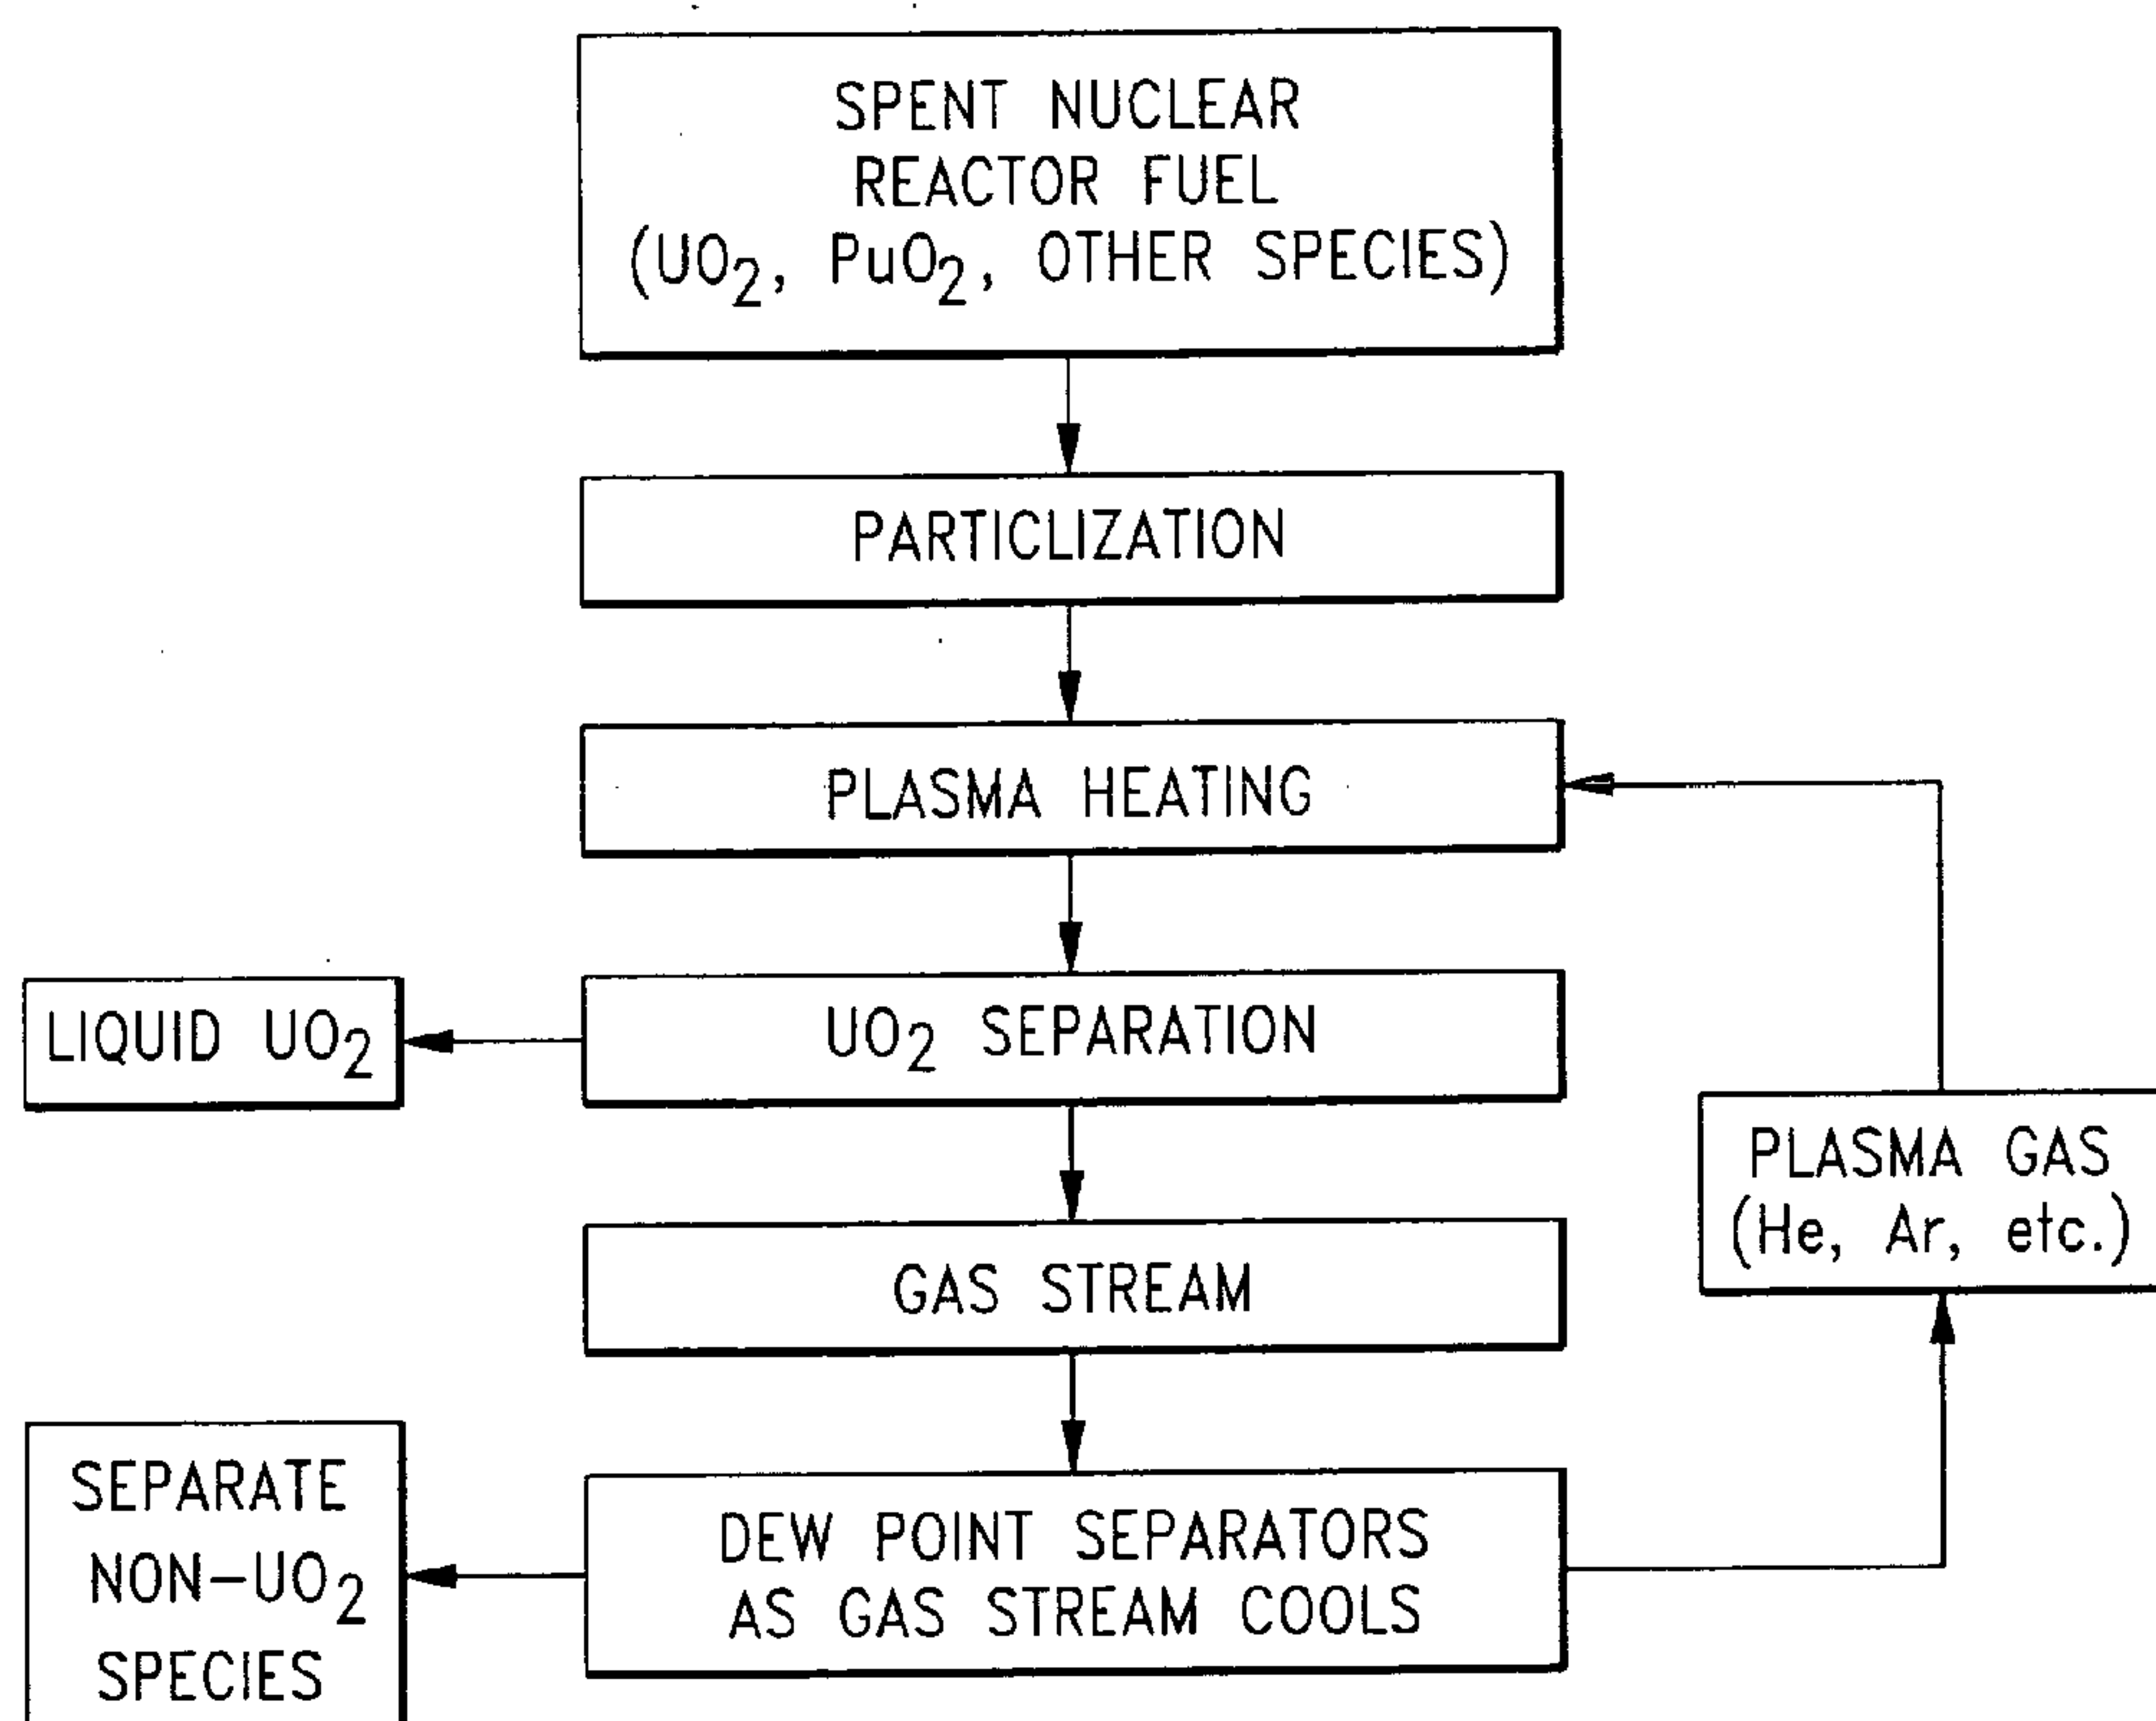 SPENT NUCLEAR
REACTOR FUEL
(UO2, PuO2, OTHER SPECIES)
PARTICLIZATION
PLASMA HEATING
LIQUID UO2
UO2 SEPARATION
PLASMA GAS
(He, Ar, etc.)
GAS STREAM
SEPARATE
NON-UO2
SPECIES
DEW POINT SEPARATORS
AS GAS STREAM COOLS